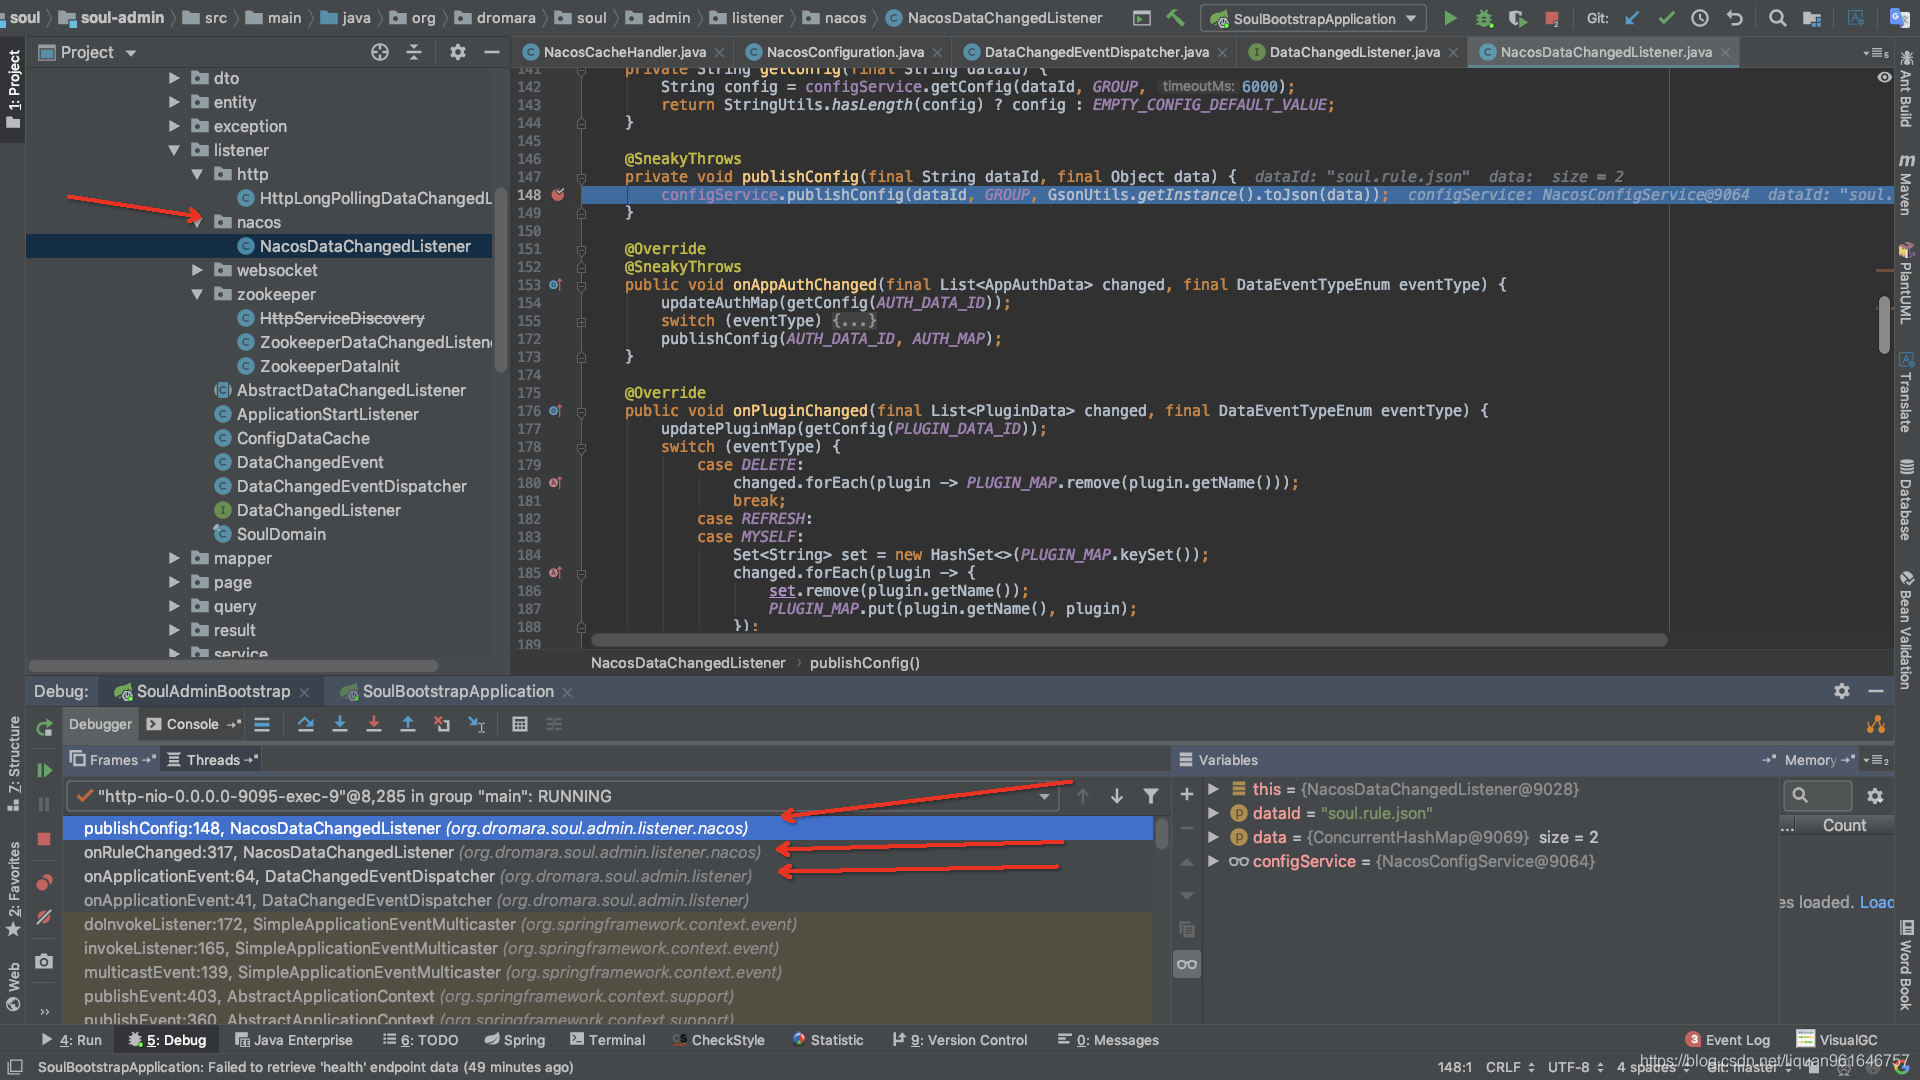 soul › soul-admin › src › main › java › org › dromara › soul › admin › listener › nacos › NacosDataChangedListener
SoulBootstrapApplication
Git:
Project
NacosCacheHandler.java
NacosConfiguration.java
DataChangedEventDispatcher.java
DataChangedListener.java
NacosDataChangedListener.java
1: Project
dto
entity
exception
listener
http
HttpLongPollingDataChangedL
nacos
NacosDataChangedListener
websocket
zookeeper
HttpServiceDiscovery
ZookeeperDataChangedListen
ZookeeperDataInit
AbstractDataChangedListener
ApplicationStartListener
ConfigDataCache
DataChangedEvent
DataChangedEventDispatcher
DataChangedListener
SoulDomain
mapper
page
query
result
service
141 private String getConfig(final String dataId) {
142 String config = configService.getConfig(dataId, GROUP, timeoutMs: 6000);
143 return StringUtils.hasLength(config) ? config : EMPTY_CONFIG_DEFAULT_VALUE;
144 }
145
146 @SneakyThrows
147 private void publishConfig(final String dataId, final Object data) { dataId: "soul.rule.json" data: size = 2
148 configService.publishConfig(dataId, GROUP, GsonUtils.getInstance().toJson(data)); configService: NacosConfigService@9064 dataId: "soul.
149 }
150
151 @Override
152 @SneakyThrows
153 public void onAppAuthChanged(final List<AppAuthData> changed, final DataEventTypeEnum eventType) {
154 updateAuthMap(getConfig(AUTH_DATA_ID));
155 switch (eventType) {...}
172 publishConfig(AUTH_DATA_ID, AUTH_MAP);
173 }
174
175 @Override
176 public void onPluginChanged(final List<PluginData> changed, final DataEventTypeEnum eventType) {
177 updatePluginMap(getConfig(PLUGIN_DATA_ID));
178 switch (eventType) {
179 case DELETE:
180 changed.forEach(plugin -> PLUGIN_MAP.remove(plugin.getName()));
181 break;
182 case REFRESH:
183 case MYSELF:
184 Set<String> set = new HashSet<>(PLUGIN_MAP.keySet());
185 changed.forEach(plugin -> {
186 set.remove(plugin.getName());
187 PLUGIN_MAP.put(plugin.getName(), plugin);
188 });
189
NacosDataChangedListener › publishConfig()
Ant Build
Maven
PlantUML
Translate
Database
Bean Validation
Word Book
Debug: SoulAdminBootstrap SoulBootstrapApplication
Debugger Console
Frames Threads
Variables
Memory
"http-nio-0.0.0.0-9095-exec-9"@8,285 in group "main": RUNNING
publishConfig:148, NacosDataChangedListener (org.dromara.soul.admin.listener.nacos)
onRuleChanged:317, NacosDataChangedListener (org.dromara.soul.admin.listener.nacos)
onApplicationEvent:64, DataChangedEventDispatcher (org.dromara.soul.admin.listener)
onApplicationEvent:41, DataChangedEventDispatcher (org.dromara.soul.admin.listener)
doInvokeListener:172, SimpleApplicationEventMulticaster (org.springframework.context.event)
invokeListener:165, SimpleApplicationEventMulticaster (org.springframework.context.event)
multicastEvent:139, SimpleApplicationEventMulticaster (org.springframework.context.event)
publishEvent:403, AbstractApplicationContext (org.springframework.context.support)
publishEvent:360, AbstractApplicationContext (org.springframework.context.support)
this = {NacosDataChangedListener@9028}
dataId = "soul.rule.json"
data = {ConcurrentHashMap@9069} size = 2
configService = {NacosConfigService@9064}
... Count
es loaded. Load
Z: Structure
2: Favorites
Web
4: Run
5: Debug
Java Enterprise
6: TODO
Spring
Terminal
CheckStyle
Statistic
9: Version Control
0: Messages
3 Event Log
VisualGC
SoulBootstrapApplication: Failed to retrieve 'health' endpoint data (49 minutes ago)
148:1 CRLF UTF-8 4 spaces Git: master
https://blog.csdn.net/liquan961646757